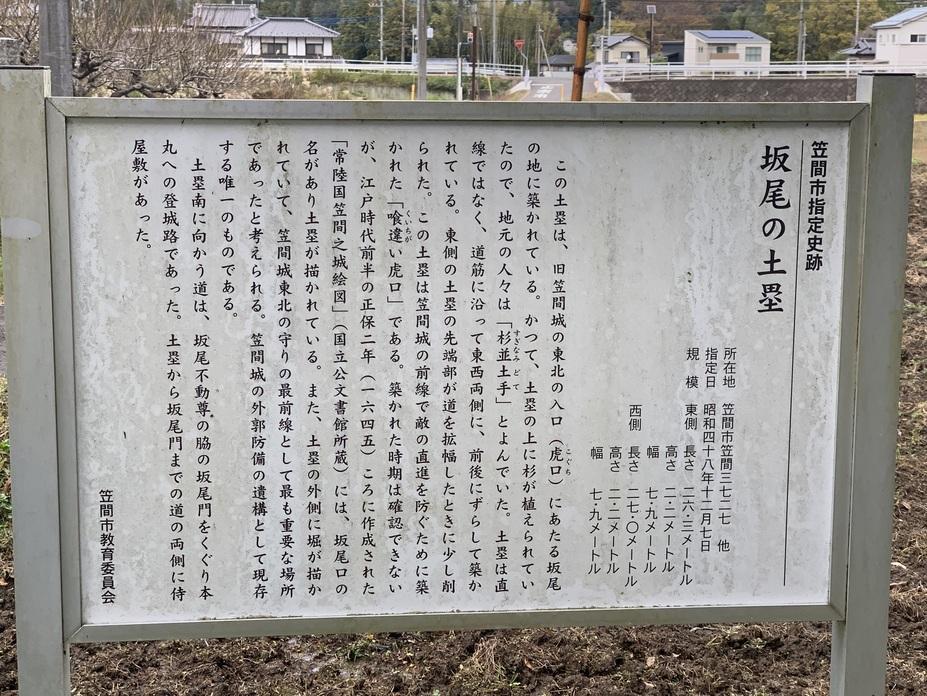 笠間市指定史跡
坂尾の土塁
所在地 笠間市笠間三七二七 他
指定日 昭和四十八年十二月七日
規模 東側 長さ 二六・三メートル
高さ 二・二メートル
幅 七・九メートル
西側 長さ 二七・〇メートル
高さ 二・二メートル
幅 七・九メートル
この土塁は、旧笠間城の東北の入口（虎口）にあたる坂尾
の地に築かれている。かつて、土塁の上に杉が植えられてい
たので、地元の人々は「杉並土手」とよんでいた。土塁は直
線ではなく、道筋に沿って東西両側に、前後にずらして築か
れている。東側の土塁の先端部が道を拡幅したときに少し削
られた。この土塁は笠間城の前線で敵の直進を防ぐために築
かれた「喰違い虎口」である。築かれた時期は確認できない
が、江戸時代前半の正保二年（一六四五）ころに作成された
「常陸国笠間之城絵図」（国立公文書館所蔵）には、坂尾口の
名があり土塁が描かれている。また、土塁の外側に堀が描か
れていて、笠間城東北の守りの最前線として最も重要な場所
であったと考えられる。笠間城の外郭防備の遺構として現存
する唯一のものである。
土塁南に向かう道は、坂尾不動尊の脇の坂尾門をくぐり本
丸への登城路であった。土塁から坂尾門までの道の両側に侍
屋敷があった。
笠間市教育委員会